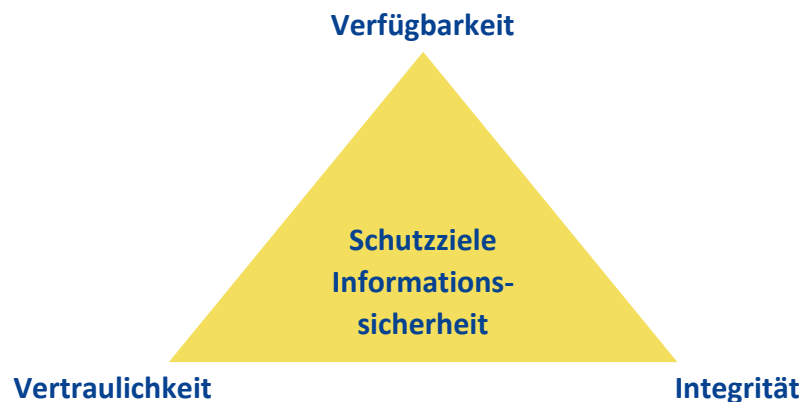 Verfügbarkeit
Schutzziele
Informations-
sicherheit
Vertraulichkeit
Integrität